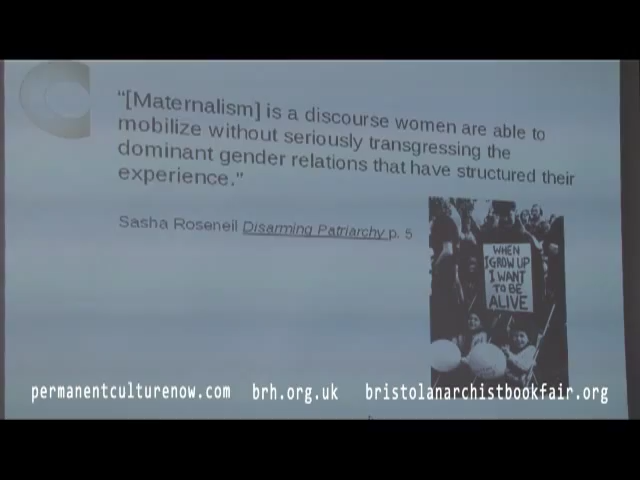 “[Maternalism] is a discourse women are able to
mobilize without seriously transgressing the
dominant gender relations that have structured their
experience.”
Sasha Roseneil Disarming Patriarchy p. 5
WHEN
I GROW UP
I WANT
TO BE
ALIVE
permanentculturenow.com brh.org.uk bristolanarchistbookfair.org